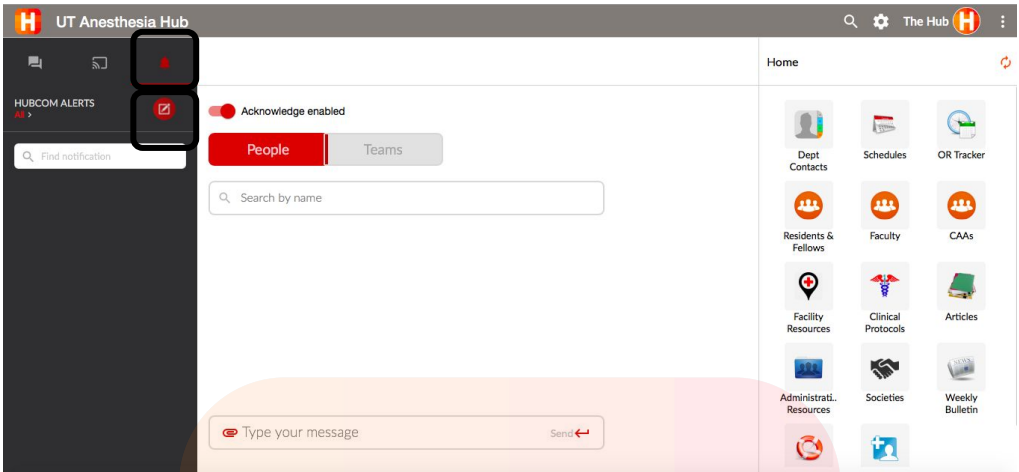 H UT Anesthesia Hub
The Hub H
HUBCOM ALERTS
All >
Find notification
Acknowledge enabled
People Teams
Search by name
Type your message
Send
Home
Dept
Contacts
Schedules
OR Tracker
Residents &
Fellows
Faculty
CAAs
Facility
Resources
Clinical
Protocols
Articles
Administrati..
Resources
Societies
Weekly
Bulletin